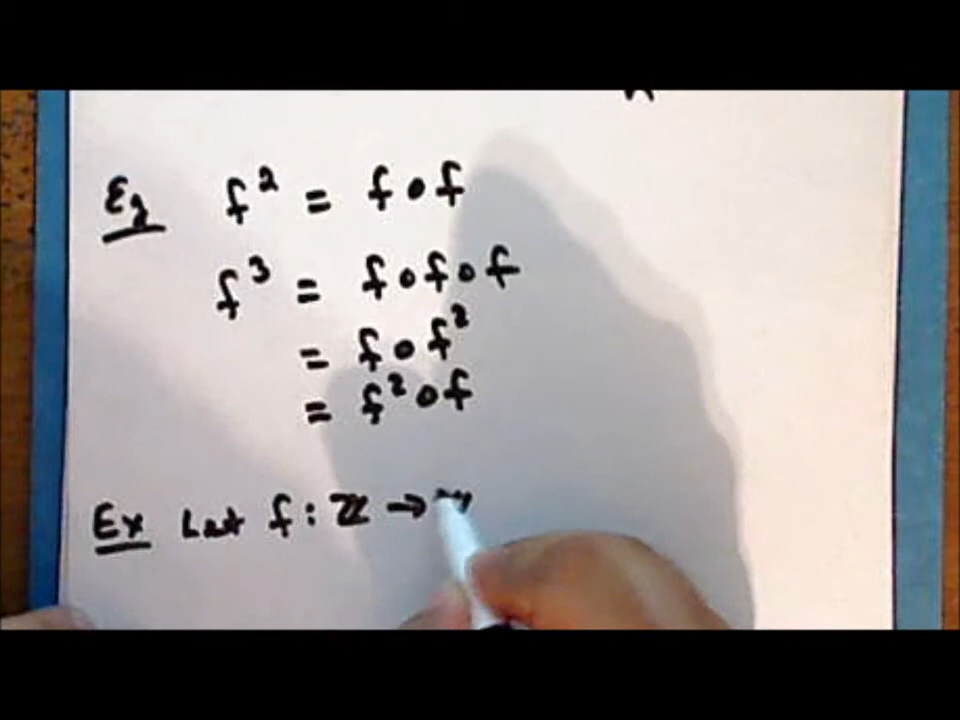 Eg f² = f∘f
f³ = f∘f∘f
= f∘f²
= f²∘f
Ex Let f : ℤ →